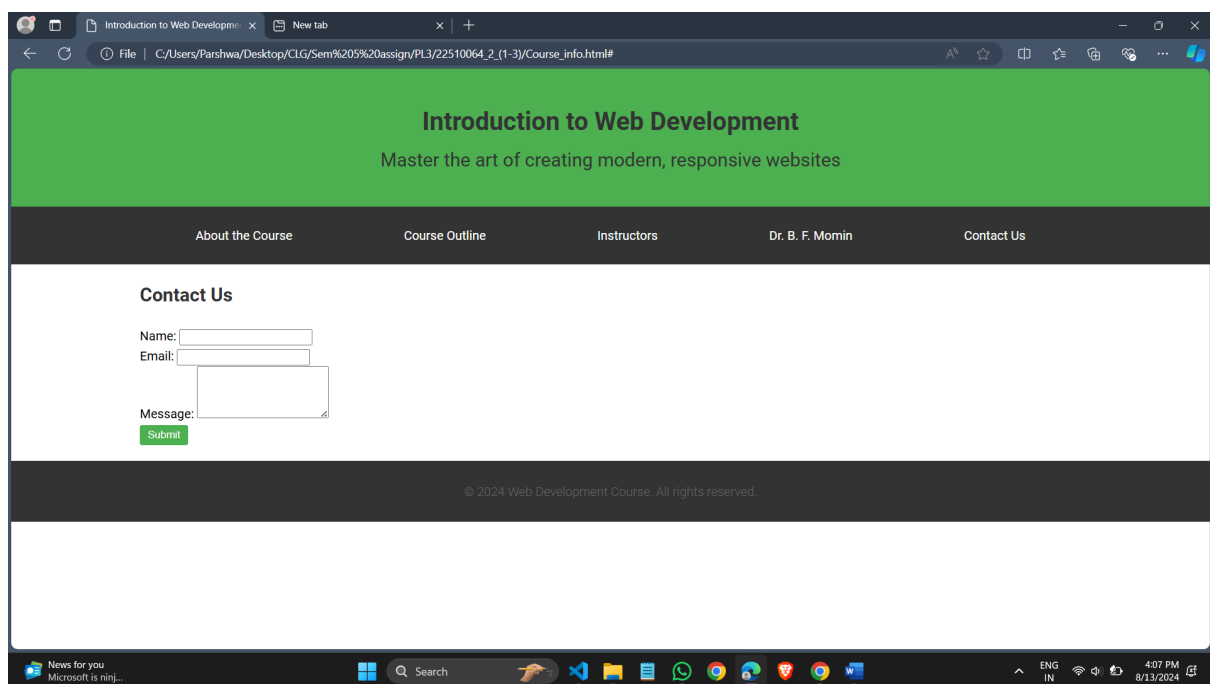 Introduction to Web Developme
New tab
File
C:/Users/Parshwa/Desktop/CLG/Sem%205%20assign/PL3/22510064_2_(1-3)/Course_info.html#
Introduction to Web Development
Master the art of creating modern, responsive websites
About the Course Course Outline Instructors Dr. B. F. Momin Contact Us
Contact Us
Name:
Email:
Message:
Submit
© 2024 Web Development Course. All rights reserved.
News for you
Microsoft is ninj...
Search
ENG
IN
4:07 PM
8/13/2024